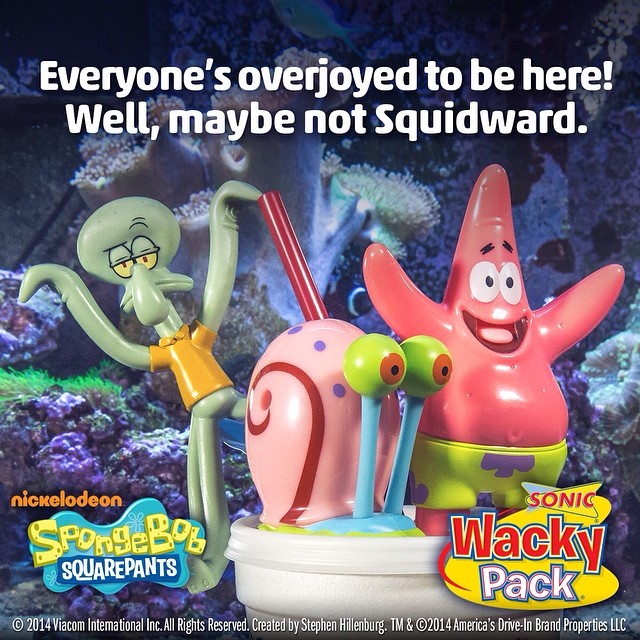 Everyone's overjoyed to be here!
Well, maybe not Squidward.
nickelodeon
SpongeBob
SQUAREPANTS
SONIC
Wacky
Pack
© 2014 Viacom International Inc. All Rights Reserved. Created by Stephen Hillenburg. TM & ©2014 America's Drive-In Brand Properties LLC